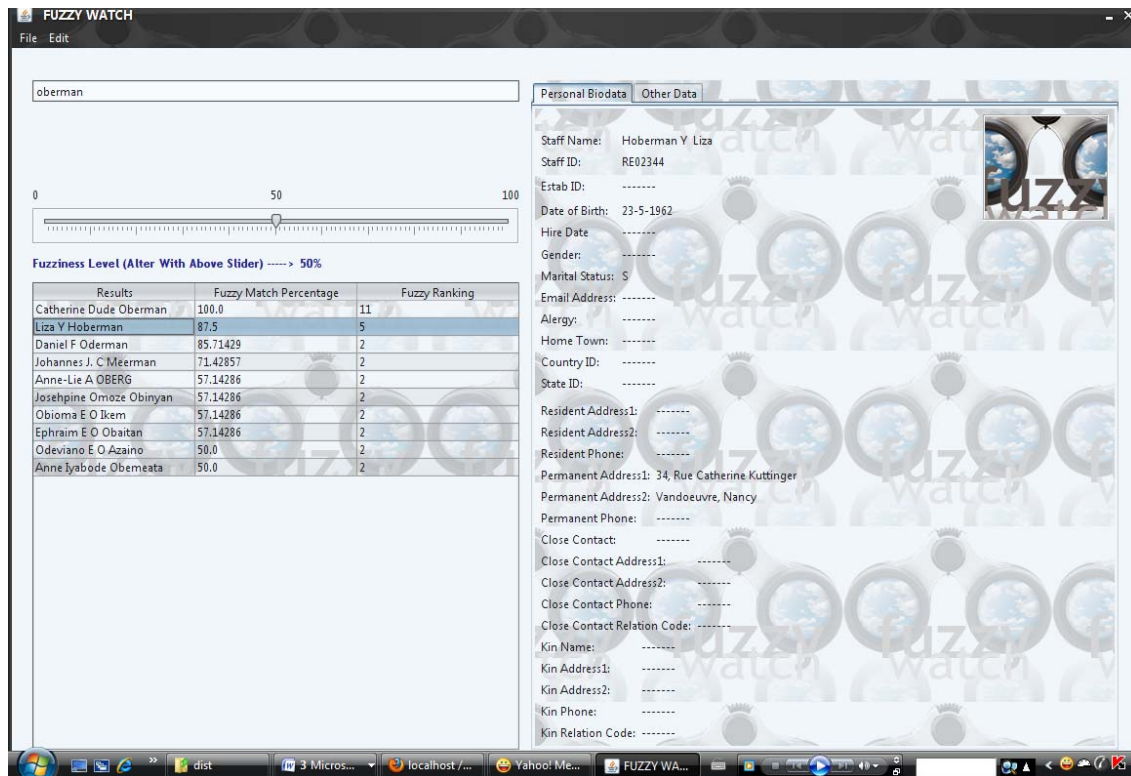 FUZZY WATCH
File Edit
oberman
0 50 100
Fuzziness Level (Alter With Above Slider) -----> 50%
Results Fuzzy Match Percentage Fuzzy Ranking
Catherine Dude Oberman 100.0 11
Liza Y Hoberman 87.5 5
Daniel F Oderman 85.71429 2
Johannes J. C Meerman 71.42857 2
Anne-Lie A OBERG 57.14286 2
Josehpine Omoze Obinyan 57.14286 2
Obioma E O Ikem 57.14286 2
Ephraim E O Obaitan 57.14286 2
Odeviano E O Azaino 50.0 2
Anne Iyabode Obemeata 50.0 2
Personal Biodata Other Data
fuzz
watch
Staff Name: Hoberman Y Liza
Staff ID: RE02344
Estab ID: -------
Date of Birth: 23-5-1962
Hire Date -------
Gender: -------
Marital Status: S
Email Address: -------
Alergy: -------
Home Town: -------
Country ID: -------
State ID: -------
Resident Address1: -------
Resident Address2: -------
Resident Phone: -------
Permanent Address1: 34, Rue Catherine Kuttinger
Permanent Address2: Vandoeuvre, Nancy
Permanent Phone: -------
Close Contact: -------
Close Contact Address1: -------
Close Contact Address2: -------
Close Contact Phone: -------
Close Contact Relation Code: -------
Kin Name: -------
Kin Address1: -------
Kin Address2: -------
Kin Phone: -------
Kin Relation Code: -------
dist 3 Micros... localhost /... Yahoo! Me... FUZZY WA...